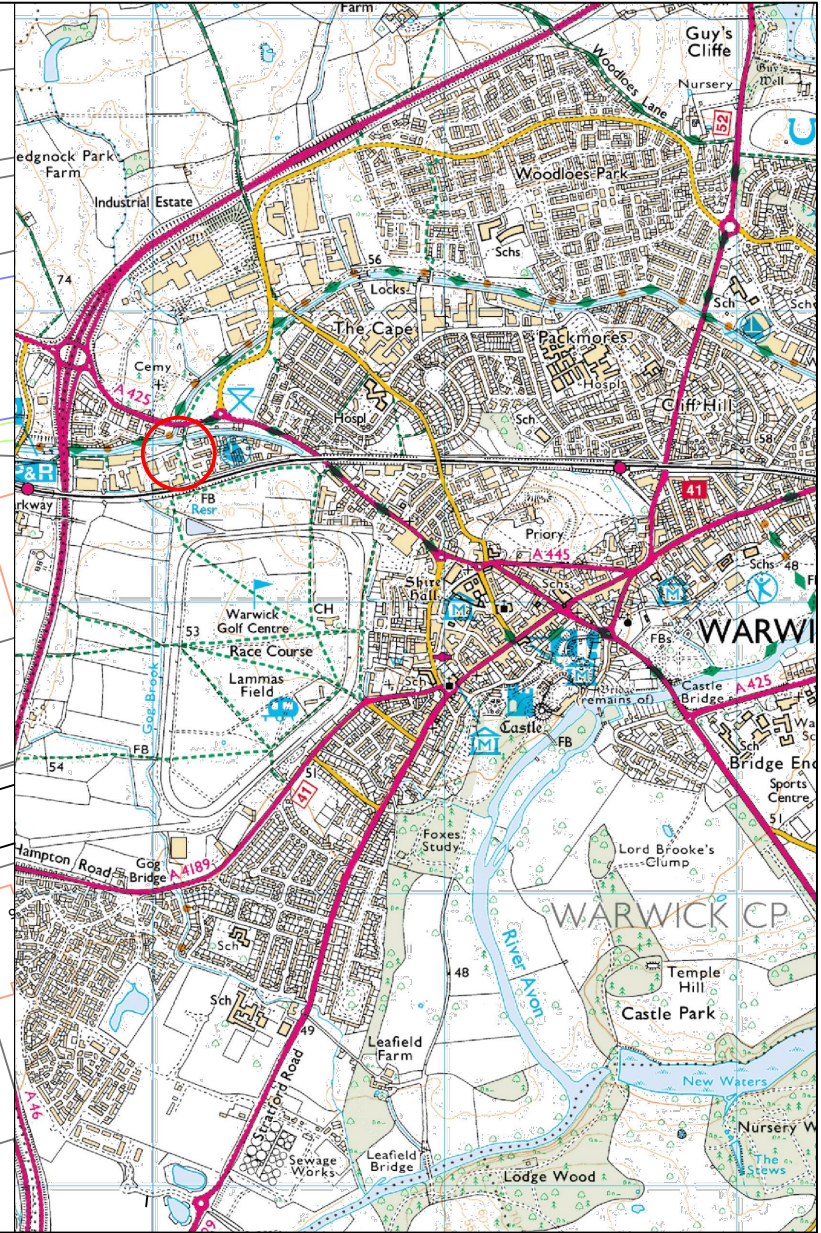 Farm
Guy's
Cliffe
Woodloes Lane
Nursery
Guy's
Well
52
edgnock Park
Farm
Woodloes Park
Industrial Estate
56
Schs
74
Locks
Sch
Sch
The Cape
Packmores
Cemy
Hospl
A 425
Cliff Hill
Hospl
Sch
58
P&R
rkway
FB
Resr
41
Priory
A 445
Schs
48
Schs
Shire
Hall
M
M
CH
Warwick
Golf Centre
53
FBs
WARWI
Race Course
M
Lammas
Field
Sch
Castle
Bridge
A 425
Bridge
(remains of)
Castle
Gog Brook
FB
M
FB
54
Sch
Bridge End
51
41
Sports
Centre
51
Foxes
Study
Lord Brooke's
Clump
Hampton Road
Gog
Bridge
A 4189
WARWICK CP
Sch
River Avon
48
Temple
Hill
Sch
Castle Park
49
Leafield
Farm
New Waters
A 46
Stratford Road
Nursery W
Sewage
Works
Leafield
Bridge
The
Stews
Lodge Wood